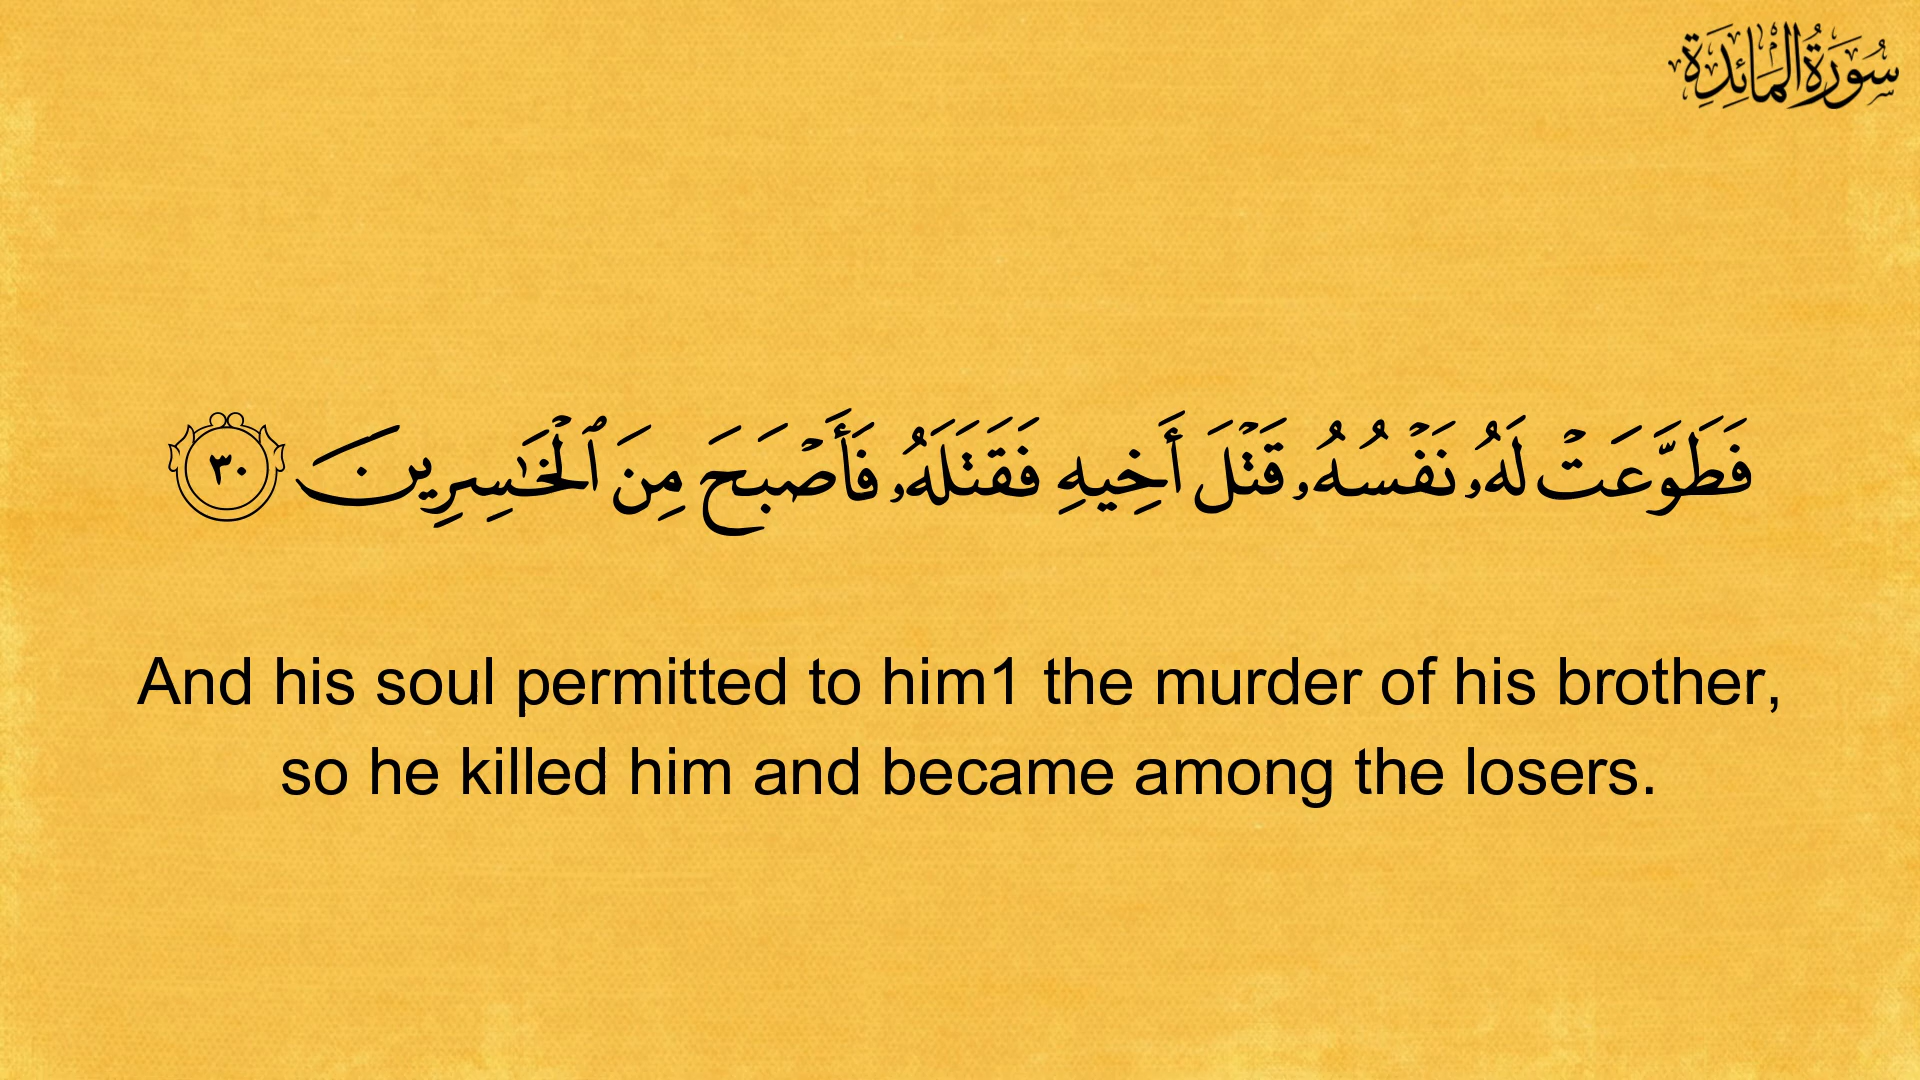 سُورَةُ المَائِدَةِ
فَطَوَّعَتۡ لَهُۥ نَفۡسُهُۥ قَتۡلَ أَخِيهِ فَقَتَلَهُۥ فَأَصۡبَحَ مِنَ ٱلۡخَٰسِرِينَ ٣٠
And his soul permitted to him1 the murder of his brother,
so he killed him and became among the losers.